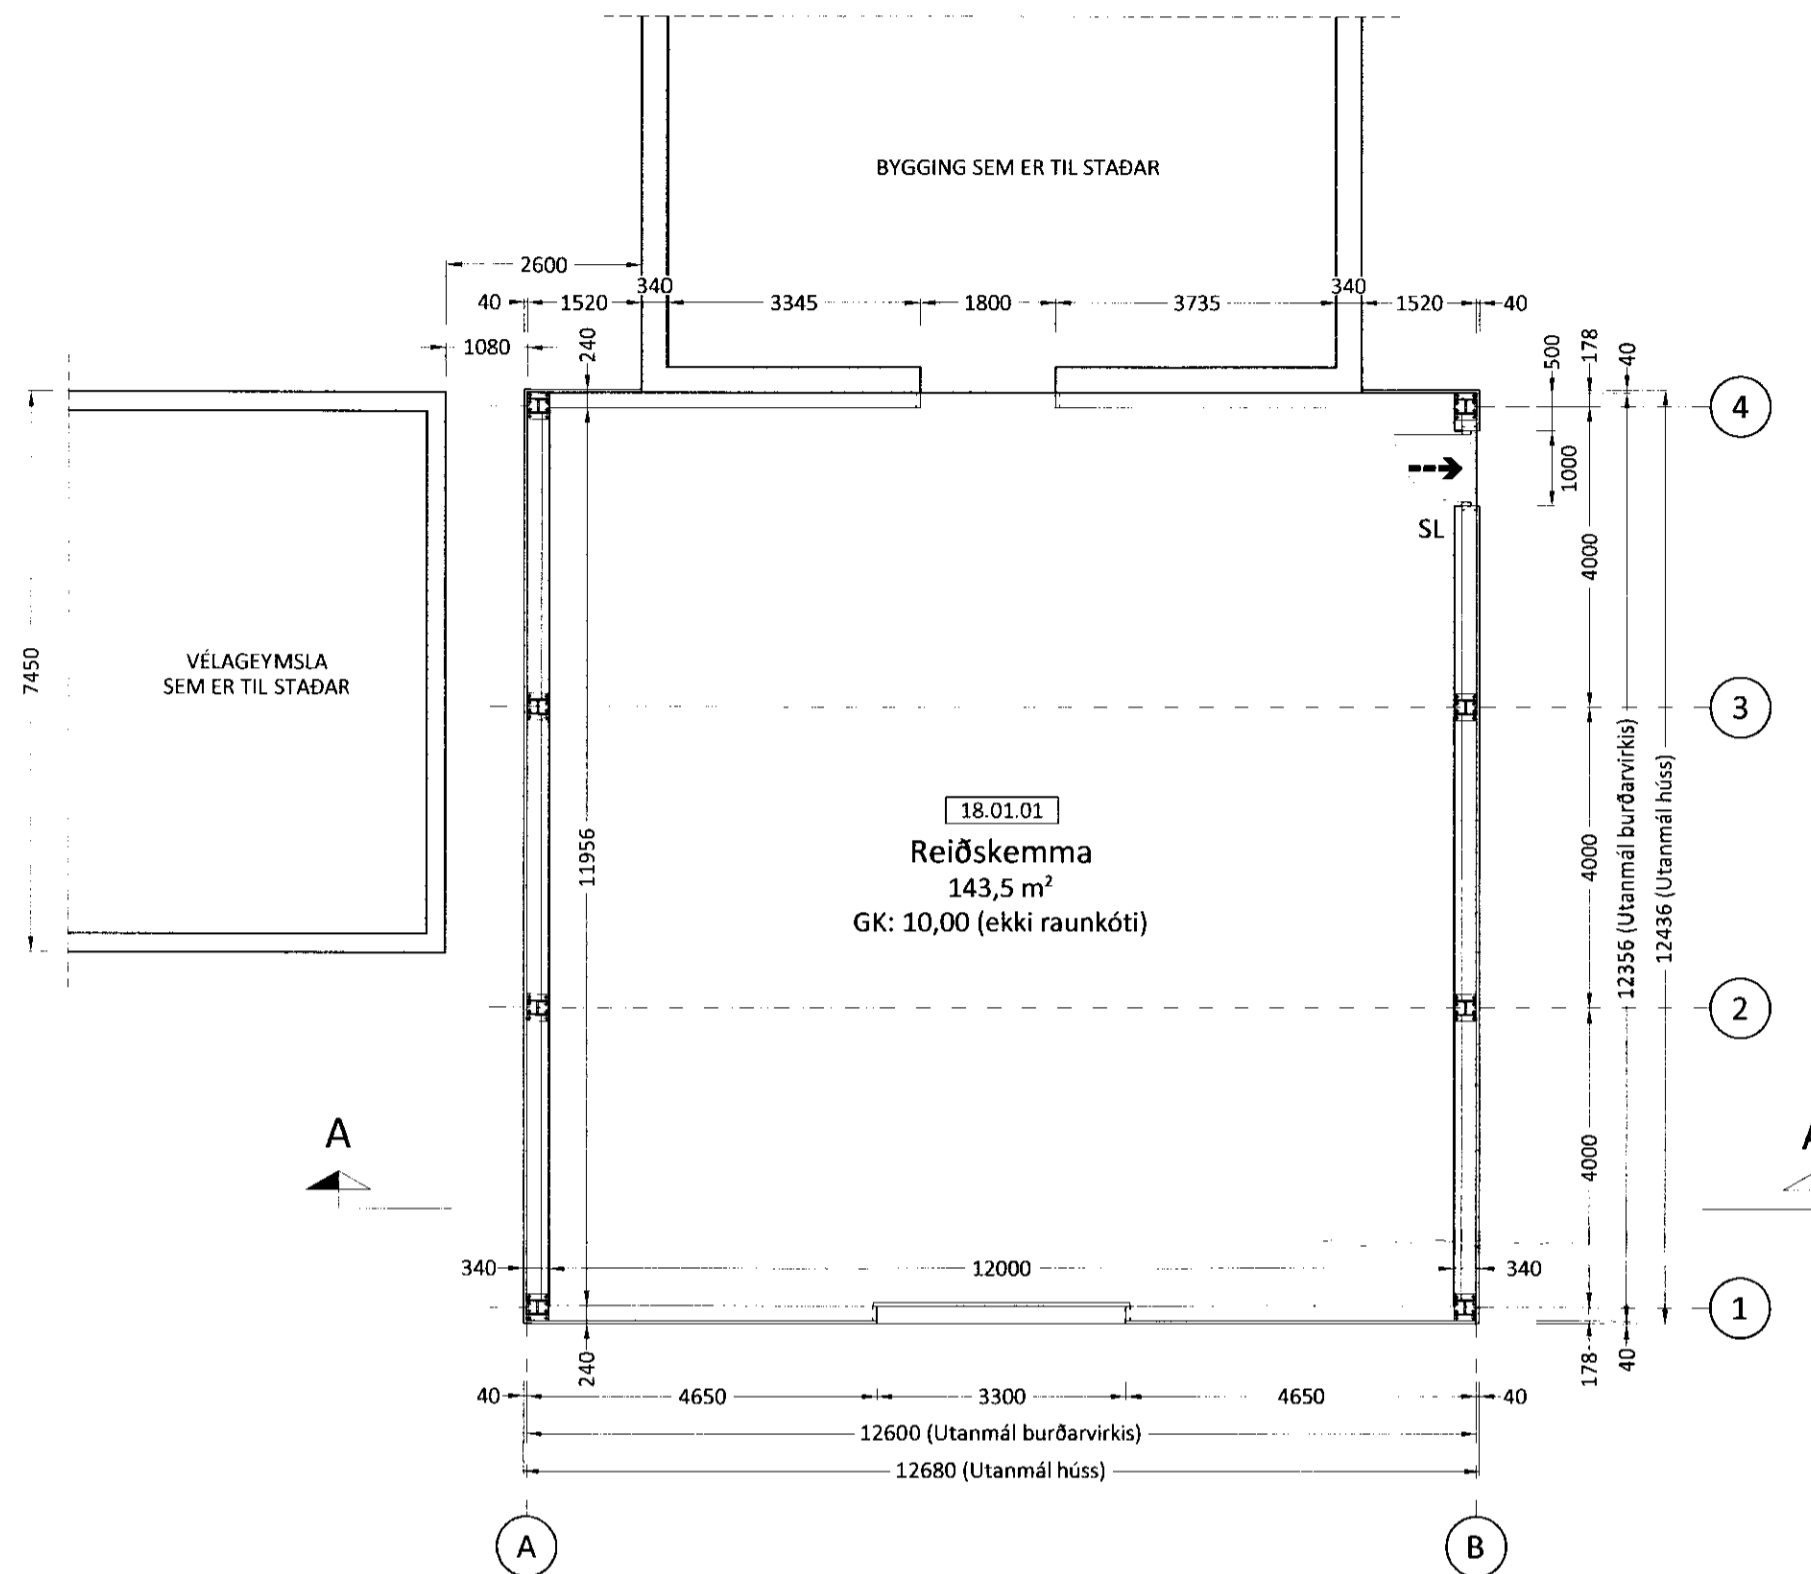 BYGGING SEM ER TIL STAÐAR
2600
340
340
40
1520
3345
1800
3735
1520
40
1080
240
500
178
40
4
1000
SL
4000
7450
VÉLAGEYMSLA
SEM ER TIL STAÐAR
3
11956
18.01.01
Reiðskemma
143,5 m²
GK: 10,00 (ekki raunkóti)
4000
12356 (Utanmál burðarvirkis)
12436 (Utanmál húss)
2
A
4000
340
12000
340
1
240
178
40
40
4650
3300
4650
40
12600 (Utanmál burðarvirkis)
12680 (Utanmál húss)
A
B